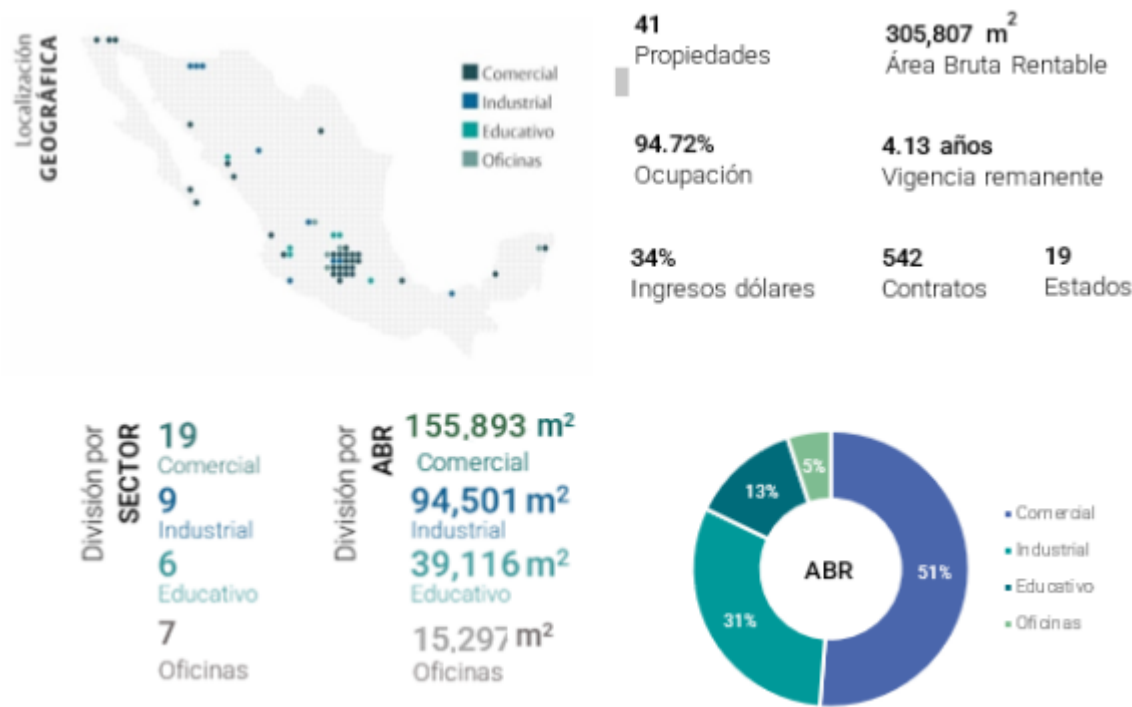 Localización
GEOGRÁFICA
Comercial
Industrial
Educativo
Oficinas
41
Propiedades
305,807 m²
Área Bruta Rentable
94.72%
Ocupación
4.13 años
Vigencia remanente
34%
Ingresos dólares
542
Contratos
19
Estados
División por
SECTOR
19
Comercial
9
Industrial
6
Educativo
7
Oficinas
División por
ABR
155,893 m²
Comercial
94,501 m²
Industrial
39,116 m²
Educativo
15,297 m²
Oficinas
5%
13%
31%
51%
ABR
Comercial
Industrial
Educativo
Oficinas